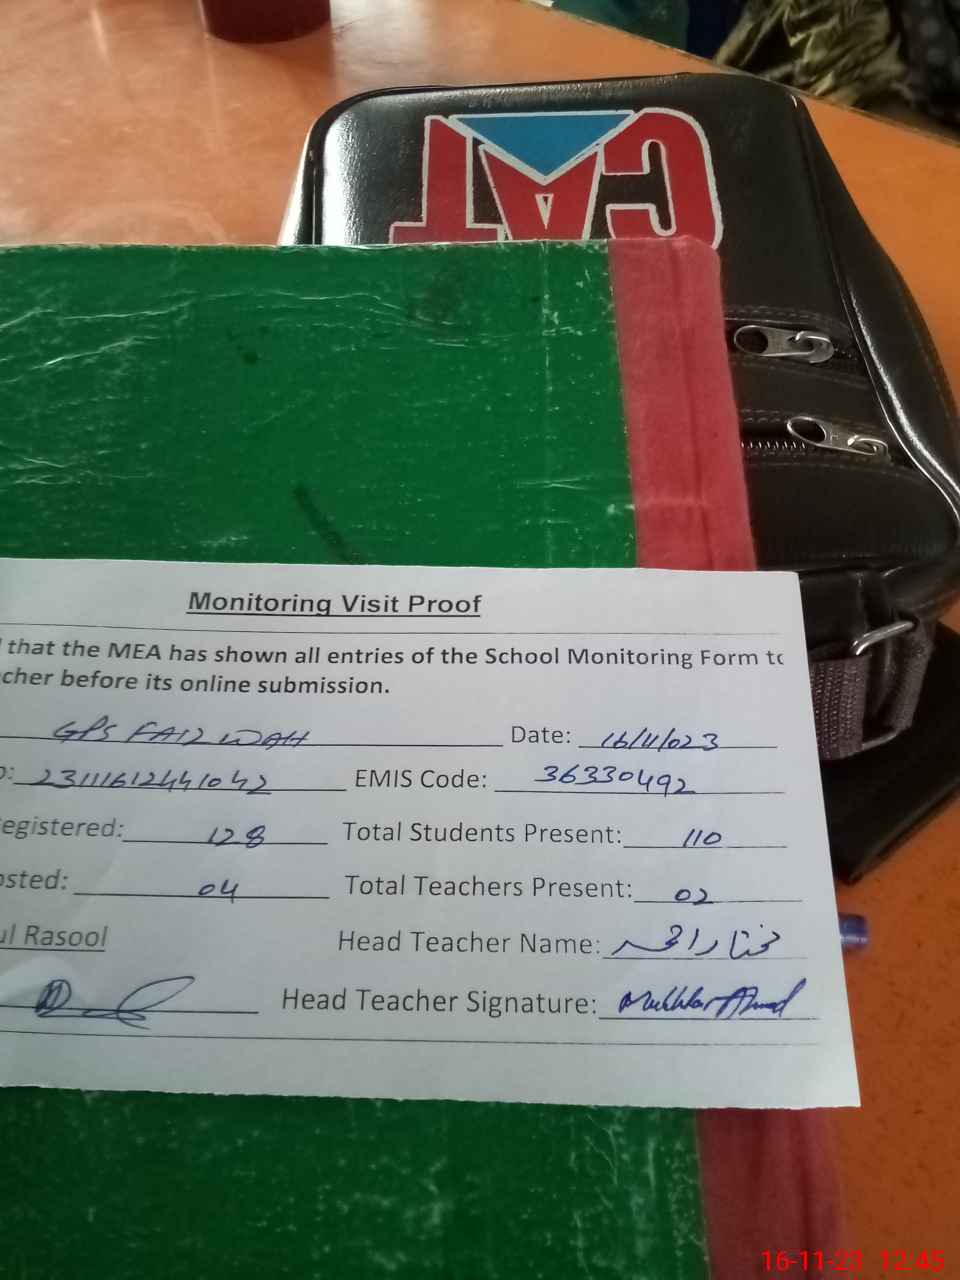 CAT
Monitoring Visit Proof
that the MEA has shown all entries of the School Monitoring Form to
cher before its online submission.
GPS FAIZ WAH Date: 16/11/023
o: 23111612441042 EMIS Code: 36330492
egistered: 128 Total Students Present: 110
osted: 04 Total Teachers Present: 02
ul Rasool Head Teacher Name: مختار احمد
Head Teacher Signature: Mukhtar Ahmad
16-11-23 12:45